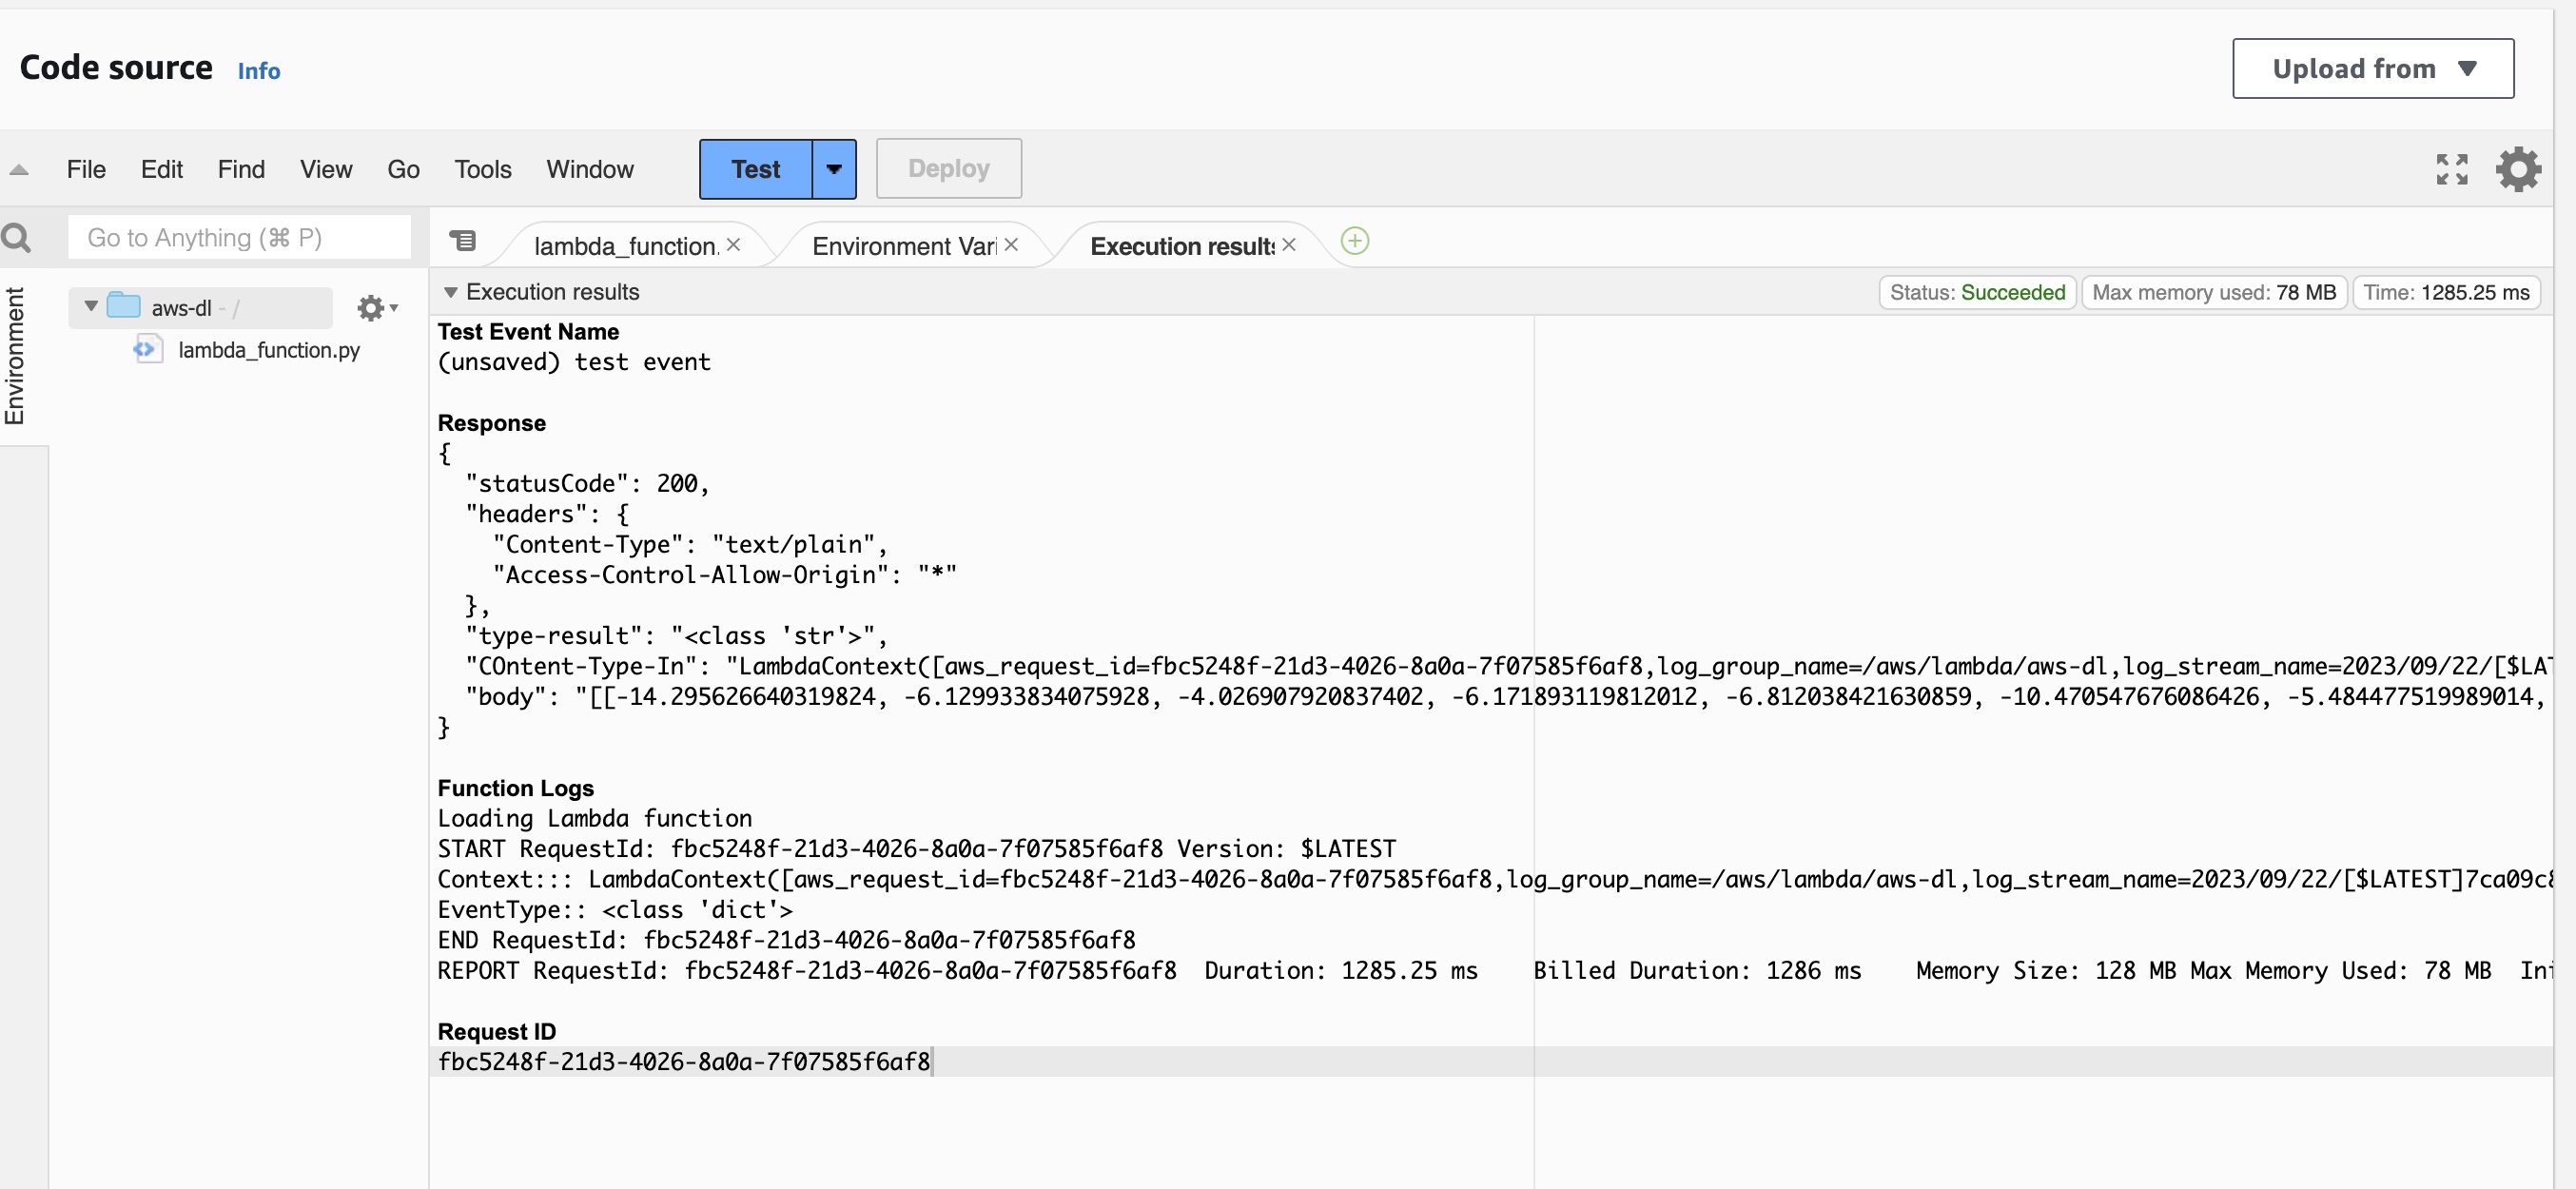 Code source Info
Upload from
File Edit Find View Go Tools Window Test Deploy
Go to Anything (⌘ P)
lambda_function. Environment Vari Execution results
Environment
aws-dl - /
lambda_function.py
Execution results
Status: Succeeded Max memory used: 78 MB Time: 1285.25 ms
Test Event Name
(unsaved) test event
Response
{
"statusCode": 200,
"headers": {
"Content-Type": "text/plain",
"Access-Control-Allow-Origin": "*"
},
"type-result": "<class 'str'>",
"COntent-Type-In": "LambdaContext([aws_request_id=fbc5248f-21d3-4026-8a0a-7f07585f6af8,log_group_name=/aws/lambda/aws-dl,log_stream_name=2023/09/22/[$LAT
"body": "[[-14.295626640319824, -6.129933834075928, -4.026907920837402, -6.171893119812012, -6.812038421630859, -10.470547676086426, -5.484477519989014,
}
Function Logs
Loading Lambda function
START RequestId: fbc5248f-21d3-4026-8a0a-7f07585f6af8 Version: $LATEST
Context::: LambdaContext([aws_request_id=fbc5248f-21d3-4026-8a0a-7f07585f6af8,log_group_name=/aws/lambda/aws-dl,log_stream_name=2023/09/22/[$LATEST]7ca09c8
EventType:: <class 'dict'>
END RequestId: fbc5248f-21d3-4026-8a0a-7f07585f6af8
REPORT RequestId: fbc5248f-21d3-4026-8a0a-7f07585f6af8 Duration: 1285.25 ms Billed Duration: 1286 ms Memory Size: 128 MB Max Memory Used: 78 MB Ini
Request ID
fbc5248f-21d3-4026-8a0a-7f07585f6af8